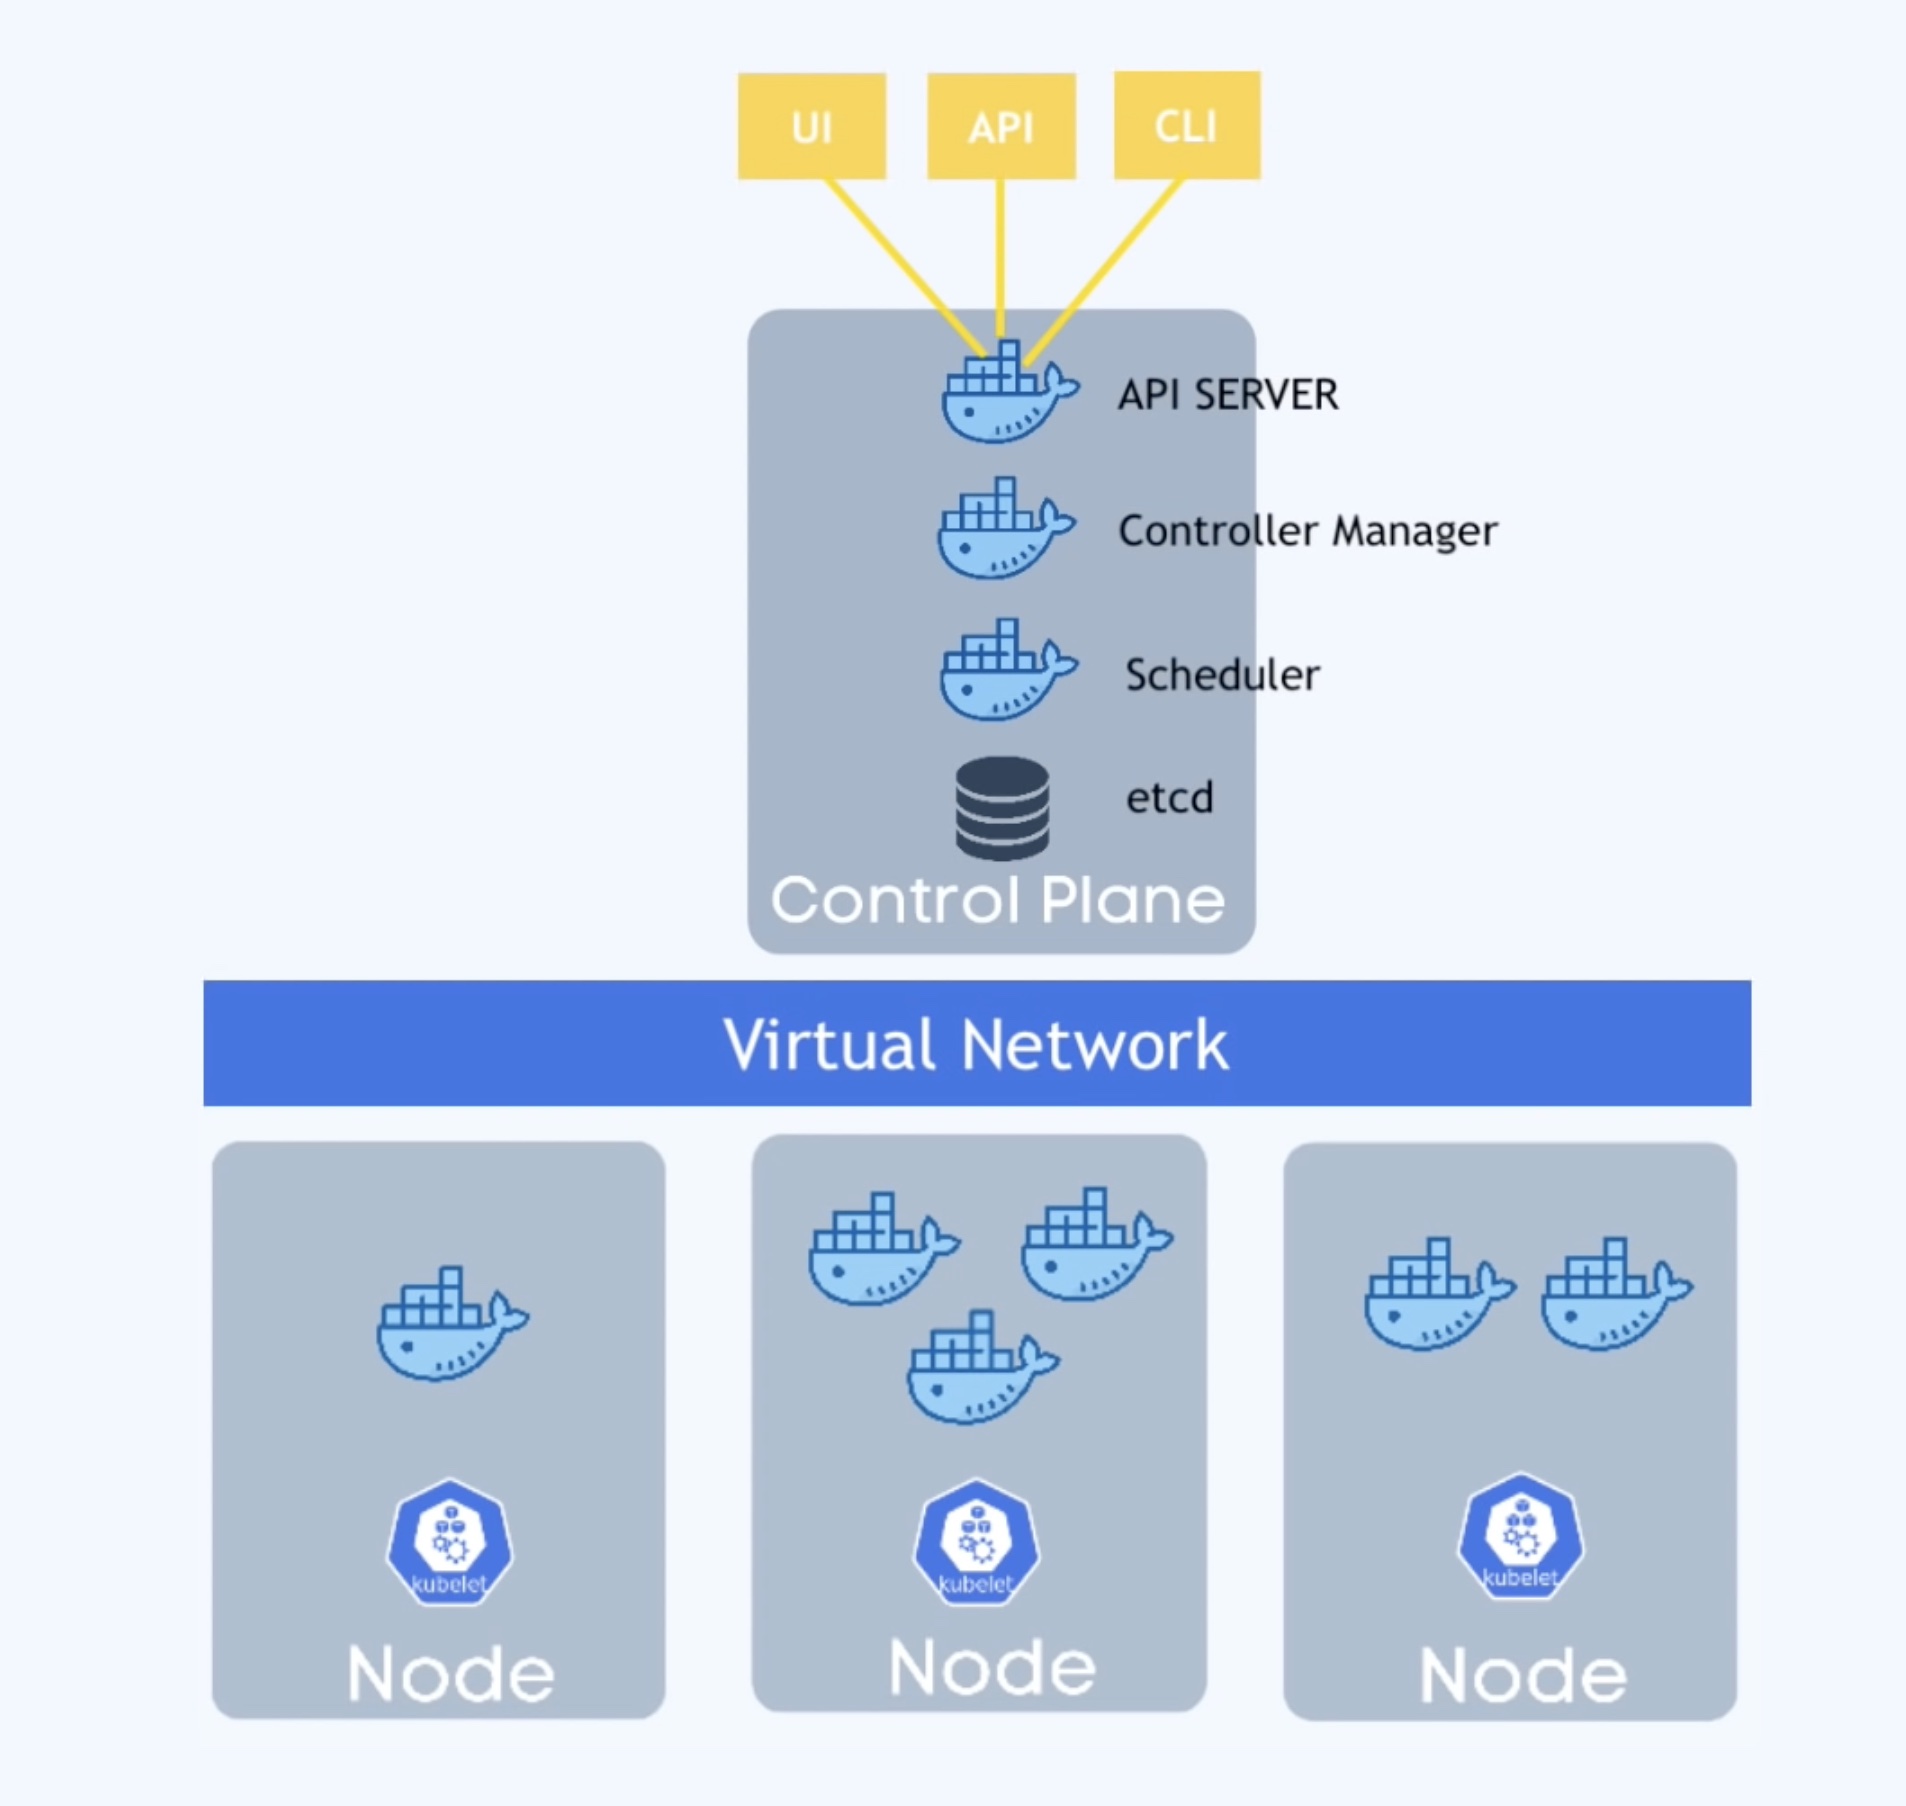 UI
API
CLI
API SERVER
Controller Manager
Scheduler
etcd
Control Plane
Virtual Network
kubelet
kubelet
kubelet
Node
Node
Node